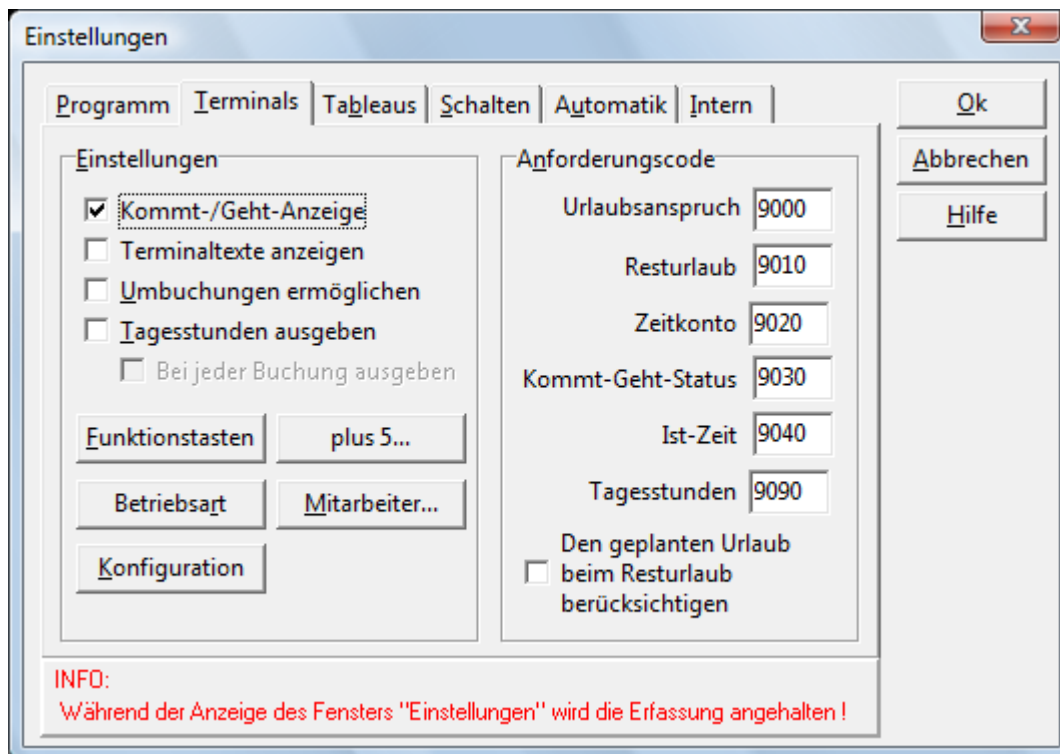 Einstellungen
Programm
Terminals
Tableaus
Schalten
Automatik
Intern
Einstellungen
Kommt-/Geht-Anzeige
Terminaltexte anzeigen
Umbuchungen ermöglichen
Tagesstunden ausgeben
Bei jeder Buchung ausgeben
Funktionstasten
plus 5...
Betriebsart
Mitarbeiter...
Konfiguration
Anforderungscode
Urlaubsanspruch 9000
Resturlaub 9010
Zeitkonto 9020
Kommt-Geht-Status 9030
Ist-Zeit 9040
Tagesstunden 9090
Den geplanten Urlaub
beim Resturlaub
berücksichtigen
Ok
Abbrechen
Hilfe
INFO:
Während der Anzeige des Fensters "Einstellungen" wird die Erfassung angehalten !